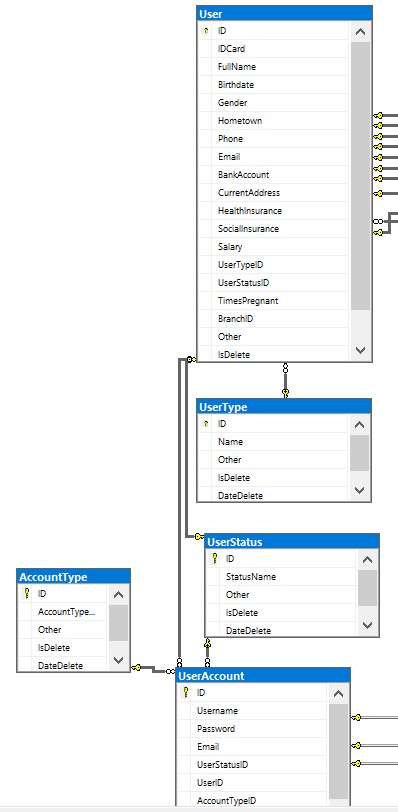 User
ID
IDCard
FullName
Birthdate
Gender
Hometown
Phone
Email
BankAccount
CurrentAddress
HealthInsurance
SocialInsurance
Salary
UserTypeID
UserStatusID
TimesPregnant
BranchID
Other
IsDelete
UserType
ID
Name
Other
IsDelete
DateDelete
UserStatus
ID
StatusName
Other
IsDelete
DateDelete
AccountType
ID
AccountType...
Other
IsDelete
DateDelete
UserAccount
ID
Username
Password
Email
UserStatusID
UserID
AccountTypeID